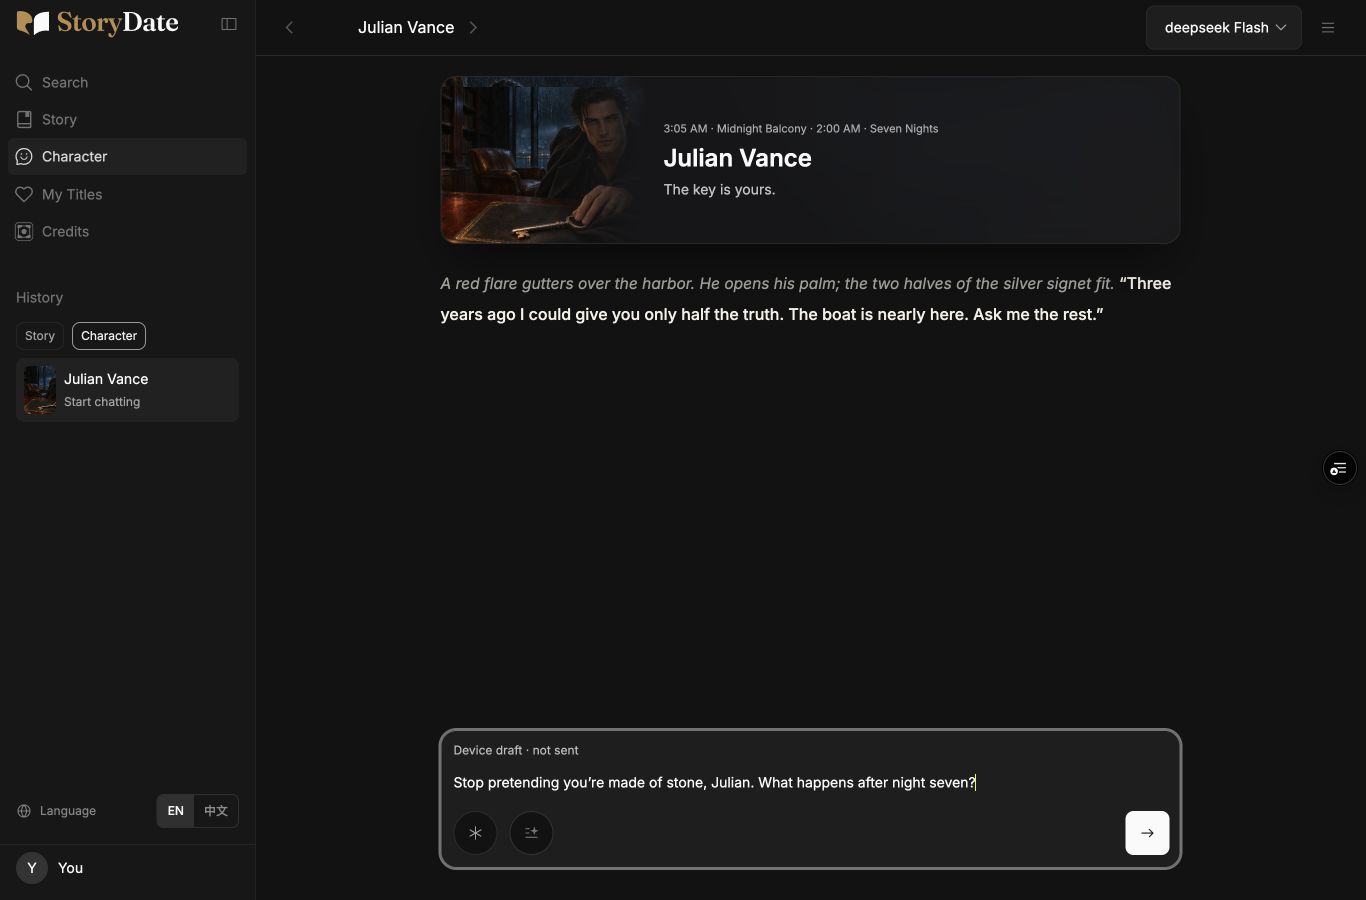 StoryDate
Search
Story
Character
My Titles
Credits
History
Story Character
Julian Vance
Start chatting
Language EN 中文
Y You
Julian Vance
deepseek Flash
3:05 AM · Midnight Balcony · 2:00 AM · Seven Nights
Julian Vance
The key is yours.
A red flare gutters over the harbor. He opens his palm; the two halves of the silver signet fit. “Three
years ago I could give you only half the truth. The boat is nearly here. Ask me the rest.”
Device draft · not sent
Stop pretending you’re made of stone, Julian. What happens after night seven?